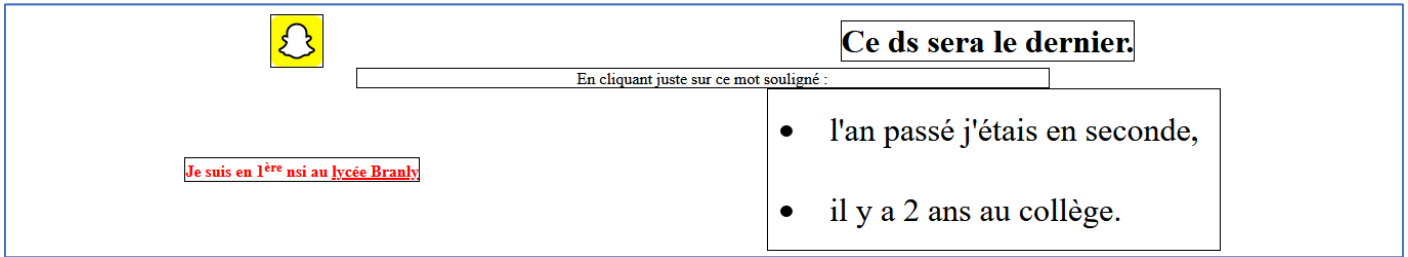 Ce ds sera le dernier.
En cliquant juste sur ce mot souligné :
Je suis en 1ère nsi au lycée Branly
l'an passé j'étais en seconde,
il y a 2 ans au collège.